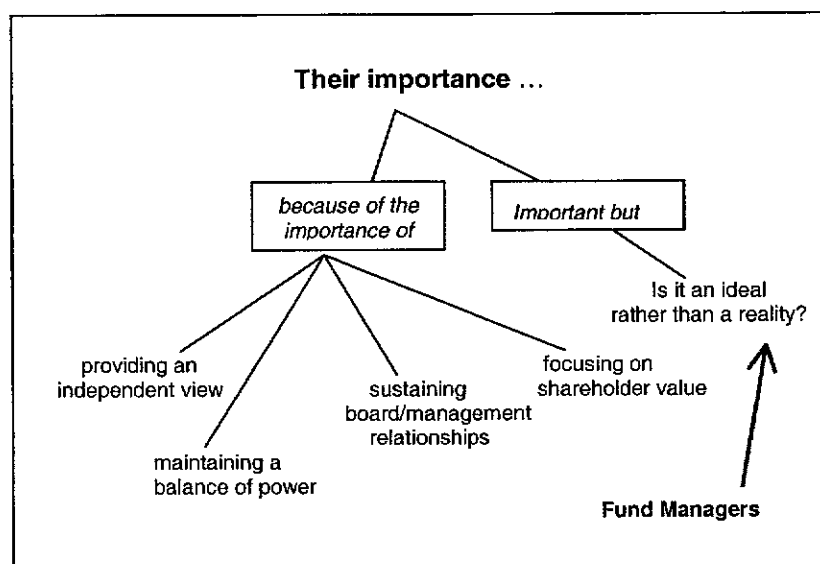 Their importance ...
because of the
importance of
Important but
Is it an ideal
rather than a reality?
providing an
independent view
focusing on
shareholder value
sustaining
board/management
relationships
maintaining a
balance of power
Fund Managers